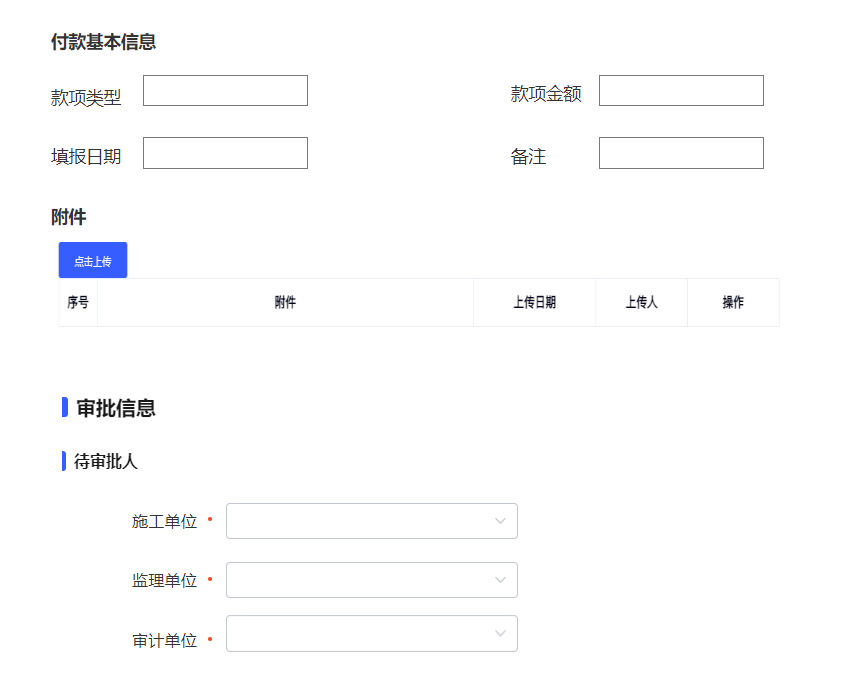 付款基本信息
款项类型 款项金额
填报日期 备注
附件
点击上传
序号 附件 上传日期 上传人 操作
审批信息
待审批人
施工单位 •
监理单位 •
审计单位 •